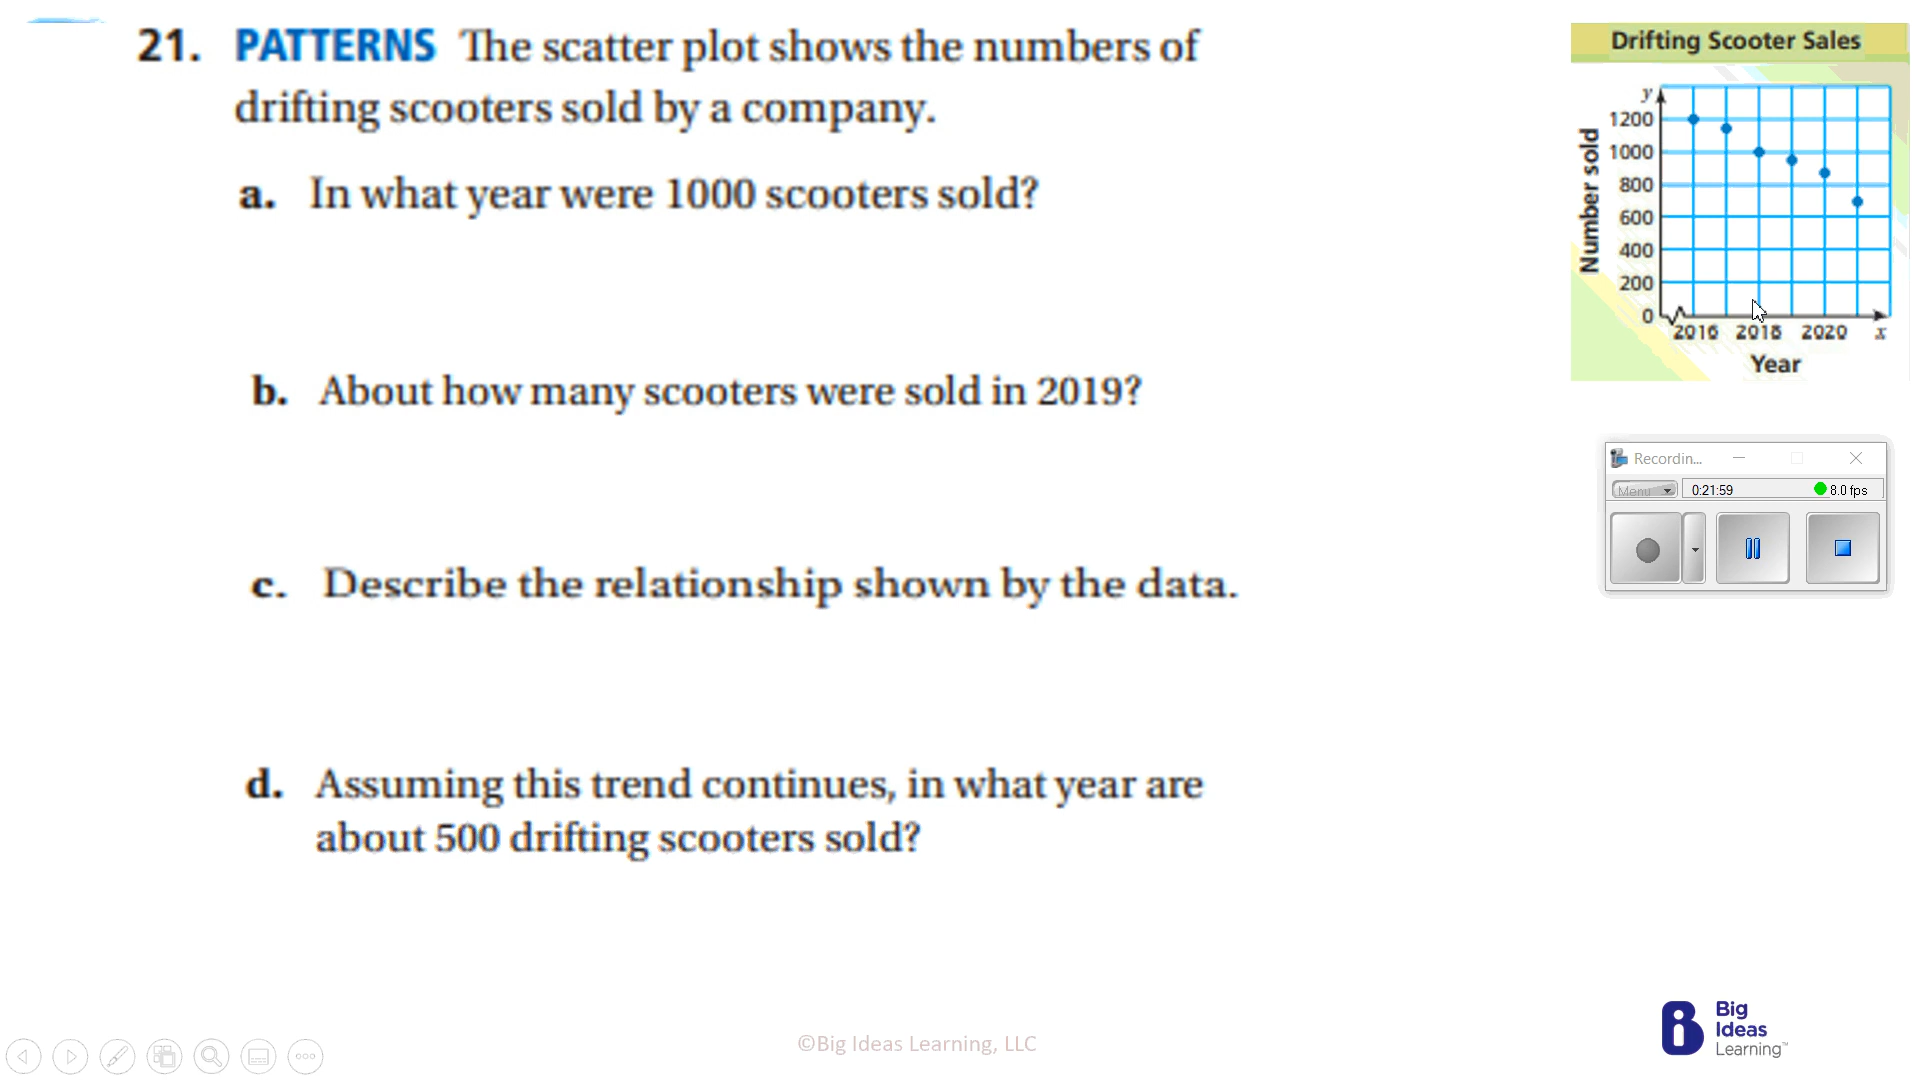 21. PATTERNS The scatter plot shows the numbers of
drifting scooters sold by a company.
a. In what year were 1000 scooters sold?
b. About how many scooters were sold in 2019?
c. Describe the relationship shown by the data.
d. Assuming this trend continues, in what year are
about 500 drifting scooters sold?
Drifting Scooter Sales
y
1200
1000
800
600
400
200
0
Number sold
2016 2018 2020 x
Year
Recordin...
Menu 0:21:59 8.0 fps
©Big Ideas Learning, LLC
Big
Ideas
Learning™